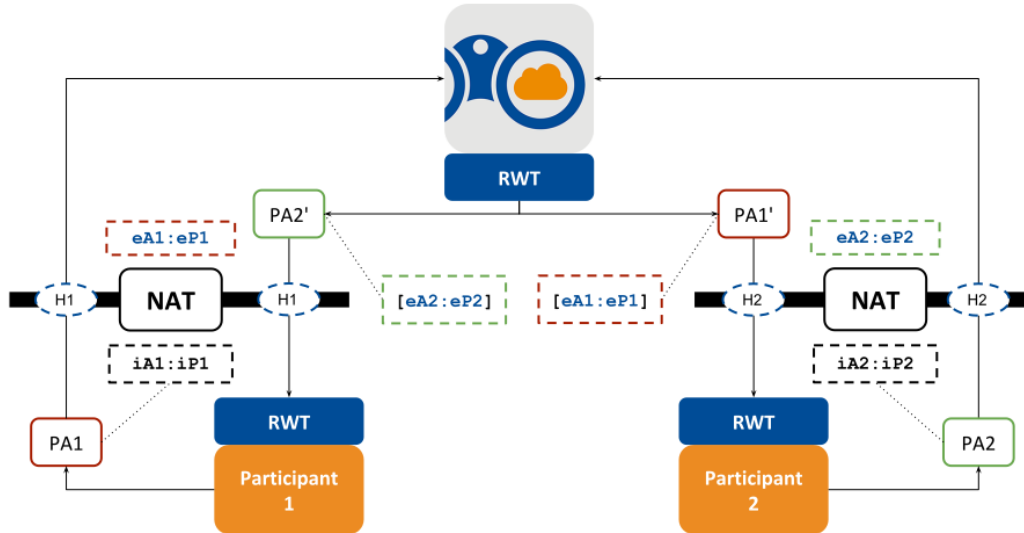 RWT
PA2'
PA1'
eA1:eP1
eA2:eP2
[eA2:eP2]
[eA1:eP1]
H1
NAT
H1
H2
NAT
H2
iA1:iP1
iA2:iP2
RWT
RWT
PA1
PA2
Participant
1
Participant
2